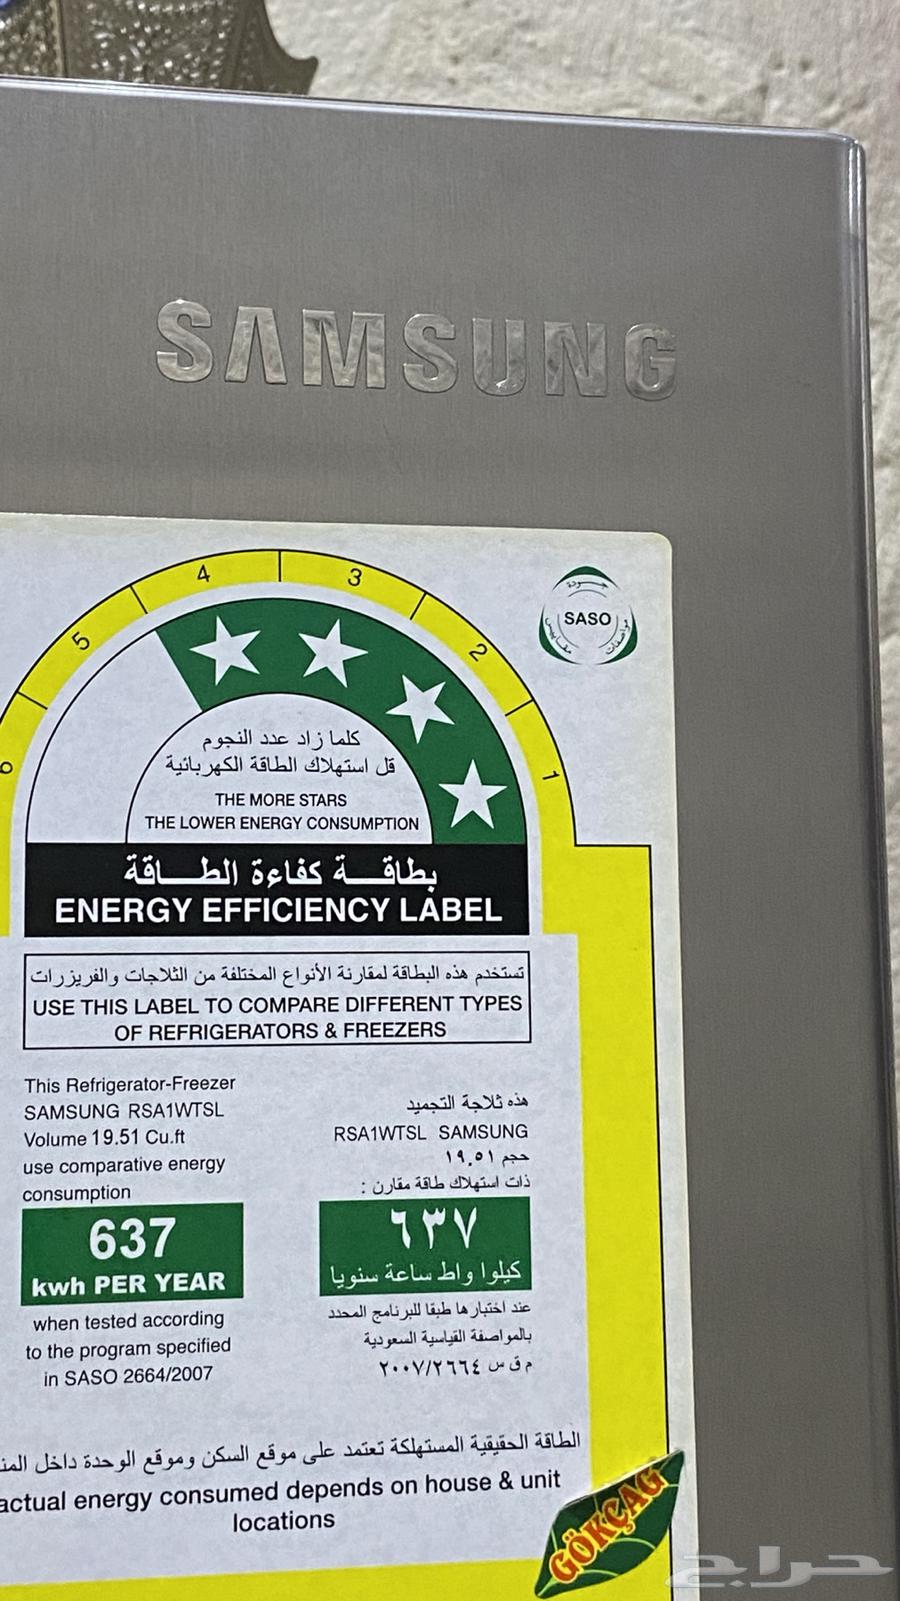 SAMSUNG
6 5 4 3 2 1
جودة
SASO
مقاييس مواصفات
كلما زاد عدد النجوم
قل استهلاك الطاقة الكهربائية
THE MORE STARS
THE LOWER ENERGY CONSUMPTION
بطاقة كفاءة الطاقة
ENERGY EFFICIENCY LABEL
تستخدم هذه البطاقة لمقارنة الأنواع المختلفة من الثلاجات والفريزرات
USE THIS LABEL TO COMPARE DIFFERENT TYPES
OF REFRIGERATORS & FREEZERS
This Refrigerator-Freezer
SAMSUNG RSA1WTSL
Volume 19.51 Cu.ft
use comparative energy
consumption
637
kwh PER YEAR
when tested according
to the program specified
in SASO 2664/2007
هذه ثلاجة التجميد
RSA1WTSL SAMSUNG
حجم ١٩,٥١
ذات استهلاك طاقة مقارن :
٦٣٧
كيلوا واط ساعة سنويا
عند اختبارها طبقا للبرنامج المحدد
بالمواصفة القياسية السعودية
م ق س ٢٠٠٧/٢٦٦٤
الطاقة الحقيقية المستهلكة تعتمد على موقع السكن وموقع الوحدة داخل
actual energy consumed depends on house & unit
locations
GÖKÇAG
حراج